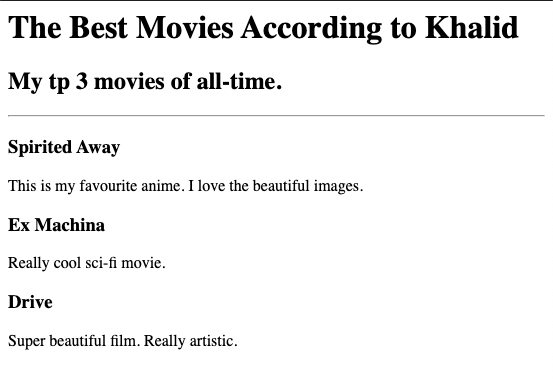 The Best Movies According to Khalid
My tp 3 movies of all-time.
Spirited Away
This is my favourite anime. I love the beautiful images.
Ex Machina
Really cool sci-fi movie.
Drive
Super beautiful film. Really artistic.